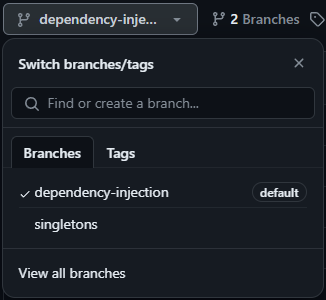 dependency-inje...
2 Branches
Switch branches/tags
Find or create a branch...
Branches
Tags
dependency-injection
default
singletons
View all branches